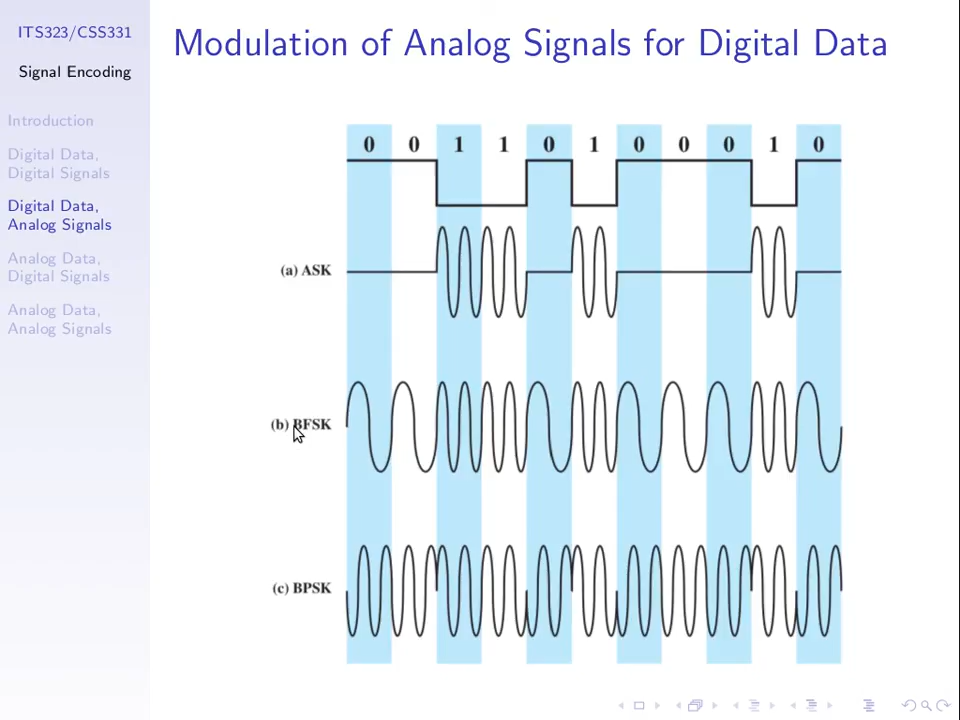 ITS323/CSS331
Signal Encoding
Introduction
Digital Data,
Digital Signals
Digital Data,
Analog Signals
Analog Data,
Digital Signals
Analog Data,
Analog Signals
Modulation of Analog Signals for Digital Data
0 0 1 1 0 1 0 0 0 1 0
(a) ASK
(b) BFSK
(c) BPSK